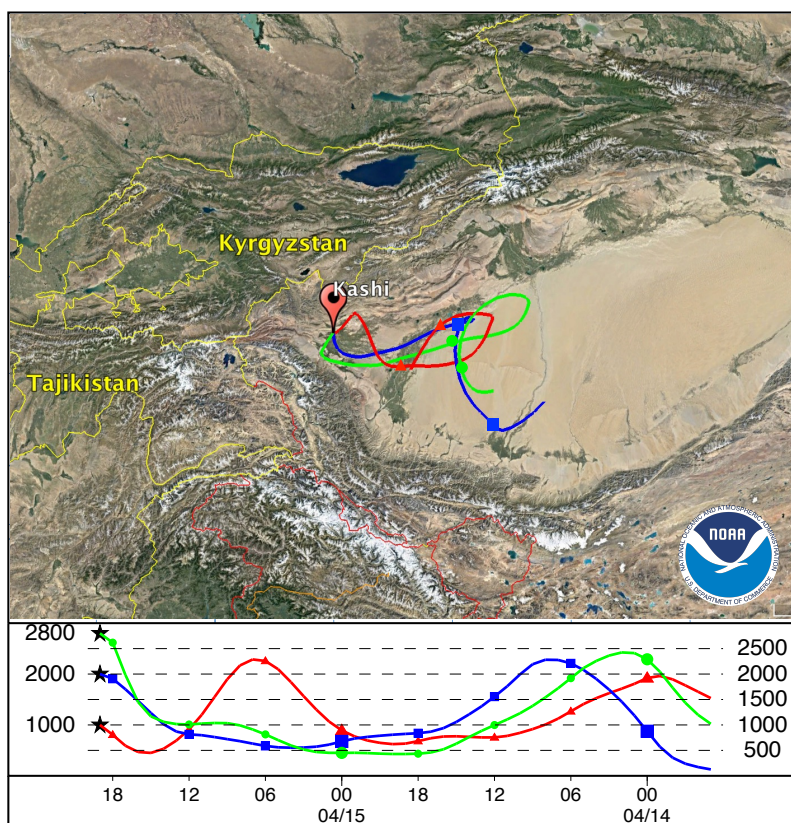 Kashi
Kyrgyzstan
Tajikistan
NATIONAL OCEANIC AND ATMOSPHERIC ADMINISTRATION
NOAA
U.S. DEPARTMENT OF COMMERCE
2800
2000
1000
2500
2000
1500
1000
500
18 12 06 00 18 12 06 00
04/15 04/14